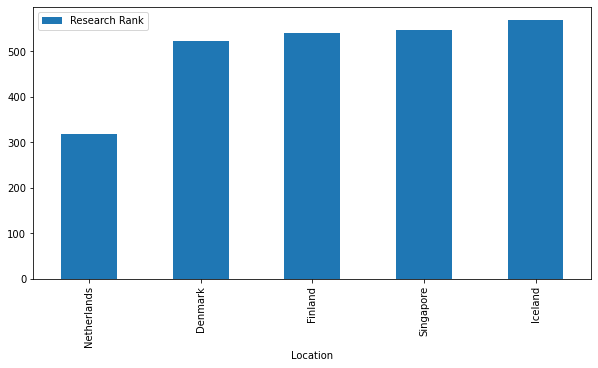 Research Rank
500
400
300
200
100
0
Netherlands
Denmark
Finland
Singapore
Iceland
Location